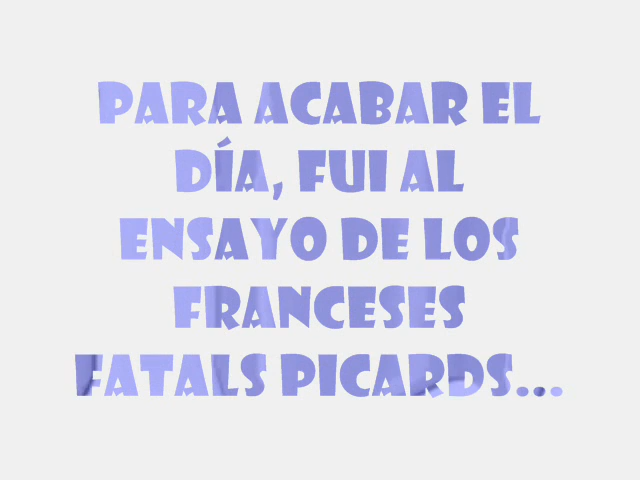 PARA ACABAR EL
DÍA, FUI AL
ENSAYO DE LOS
FRANCESES
FATALS PICARDS...